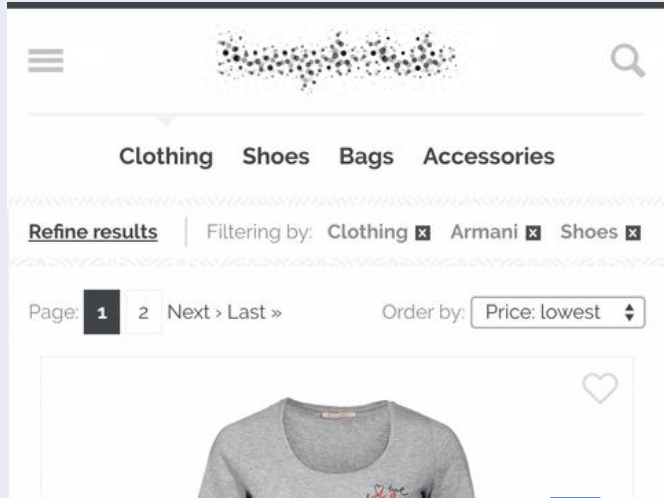 Clothing Shoes Bags Accessories
Refine results Filtering by: Clothing x Armani x Shoes x
Page: 1 2 Next › Last » Order by: Price: lowest